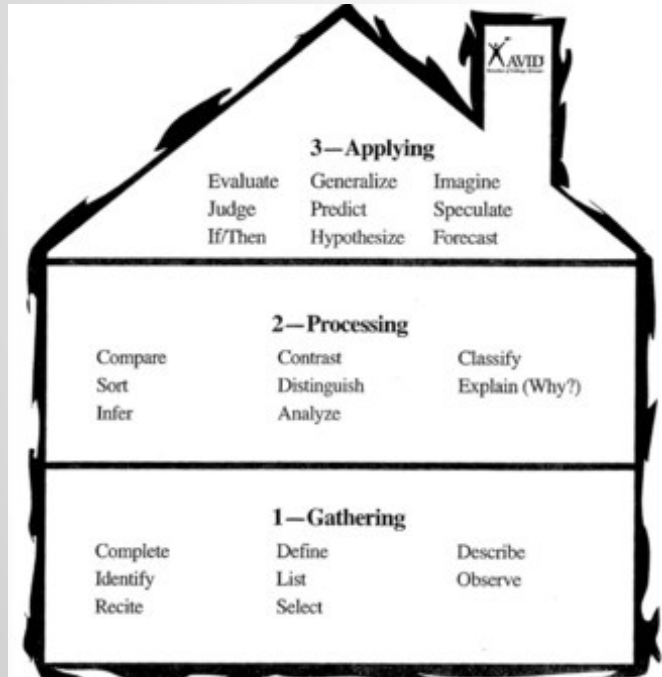 AVID
3—Applying
Evaluate Generalize Imagine
Judge Predict Speculate
If/Then Hypothesize Forecast
2—Processing
Compare Contrast Classify
Sort Distinguish Explain (Why?)
Infer Analyze
1—Gathering
Complete Define Describe
Identify List Observe
Recite Select